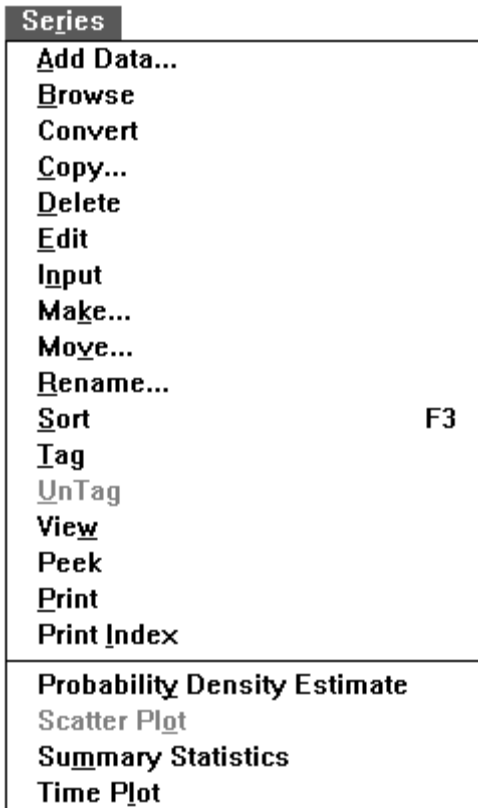 Series
Add Data...
Browse
Convert
Copy...
Delete
Edit
Input
Make...
Move...
Rename...
Sort F3
Tag
UnTag
View
Peek
Print
Print Index
Probability Density Estimate
Scatter Plot
Summary Statistics
Time Plot